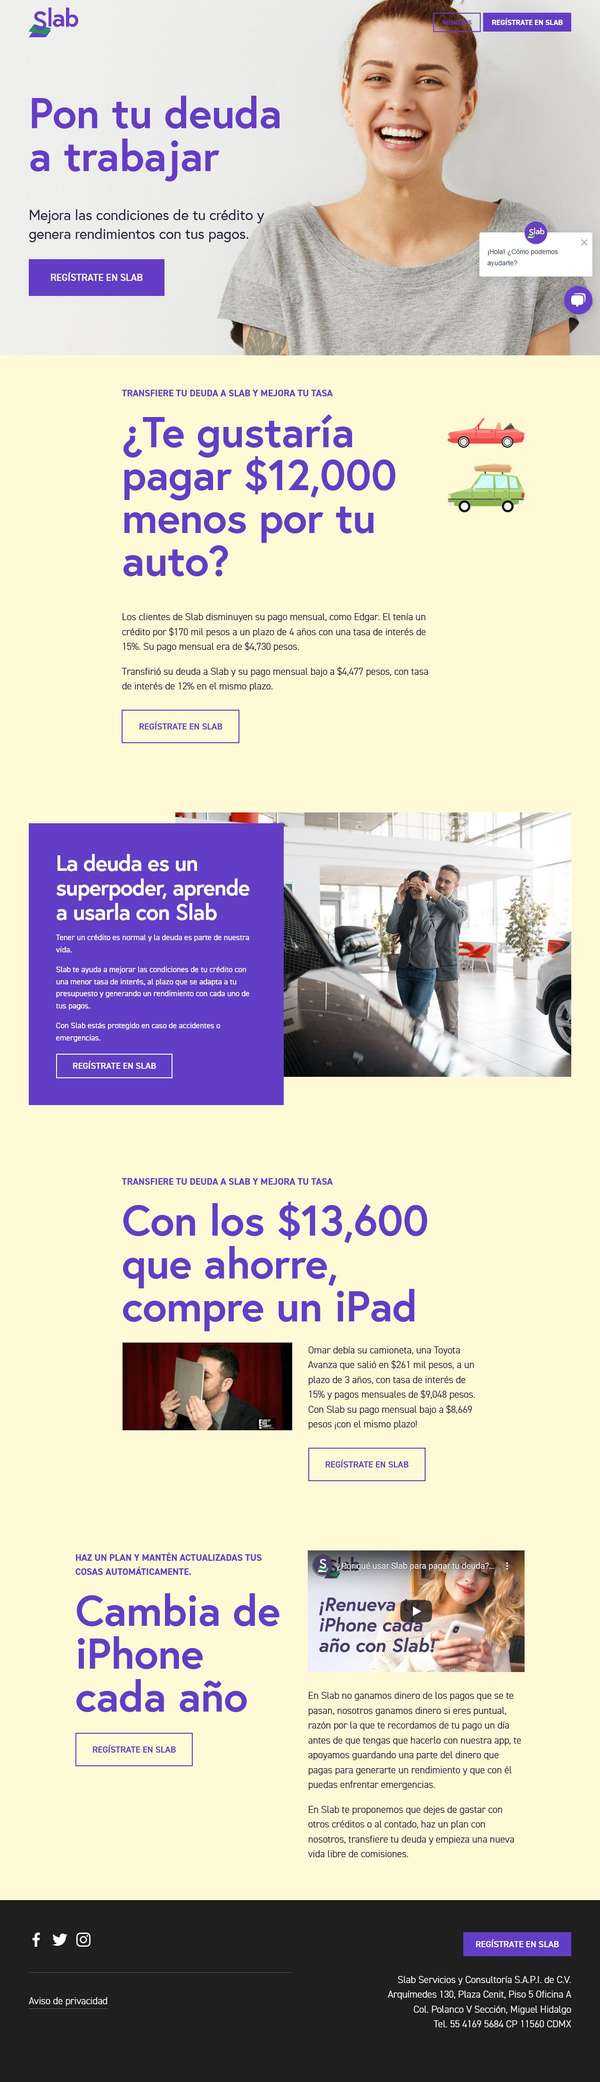 Slab
REGÍSTRATE EN SLAB
Pon tu deuda
a trabajar
Mejora las condiciones de tu crédito y
genera rendimientos con tus pagos.
REGÍSTRATE EN SLAB
Slab
¡Hola! ¿Cómo podemos
ayudarte?
TRANSFIERE TU DEUDA A SLAB Y MEJORA TU TASA
¿Te gustaría
pagar $12,000
menos por tu
auto?
Los clientes de Slab disminuyen su pago mensual, como Edgar. El tenía un
crédito por $170 mil pesos a un plazo de 4 años con una tasa de interés de
15%. Su pago mensual era de $4,730 pesos.
Transfirió su deuda a Slab y su pago mensual bajo a $4,477 pesos, con tasa
de interés de 12% en el mismo plazo.
REGÍSTRATE EN SLAB
La deuda es un
superpoder, aprende
a usarla con Slab
Tener un crédito es normal y la deuda es parte de nuestra
vida.
Slab te ayuda a mejorar las condiciones de tu crédito con
una menor tasa de interés, al plazo que se adapta a tu
presupuesto y generando un rendimiento con cada uno de
tus pagos.
Con Slab estás protegido en caso de accidentes o
emergencias.
REGÍSTRATE EN SLAB
TRANSFIERE TU DEUDA A SLAB Y MEJORA TU TASA
Con los $13,600
que ahorre,
compre un iPad
Omar debía su camioneta, una Toyota
Avanza que salió en $261 mil pesos, a un
plazo de 3 años, con tasa de interés de
15% y pagos mensuales de $9,048 pesos.
Con Slab su pago mensual bajo a $8,669
pesos ¡con el mismo plazo!
REGÍSTRATE EN SLAB
HAZ UN PLAN Y MANTÉN ACTUALIZADAS TUS
COSAS AUTOMÁTICAMENTE.
Cambia de
iPhone
cada año
REGÍSTRATE EN SLAB
¿Por qué usar Slab para pagar tu deuda?...
¡Renueva tu
iPhone cada
año con Slab!
En Slab no ganamos dinero de los pagos que se te
pasan, nosotros ganamos dinero si eres puntual,
razón por la que te recordamos de tu pago un día
antes de que tengas que hacerlo con nuestra app, te
apoyamos guardando una parte del dinero que
pagas para generarte un rendimiento y que con él
puedas enfrentar emergencias.
En Slab te proponemos que dejes de gastar con
otros créditos o al contado, haz un plan con
nosotros, transfiere tu deuda y empieza una nueva
vida libre de comisiones.
REGÍSTRATE EN SLAB
Aviso de privacidad
Slab Servicios y Consultoría S.A.P.I. de C.V.
Arquímedes 130, Plaza Cenit, Piso 5 Oficina A
Col. Polanco V Sección, Miguel Hidalgo
Tel. 55 4169 5684 CP 11560 CDMX